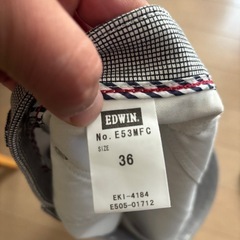 EDWIN.
No. E53MFC
SIZE
36
EKI-4184
E505-01712